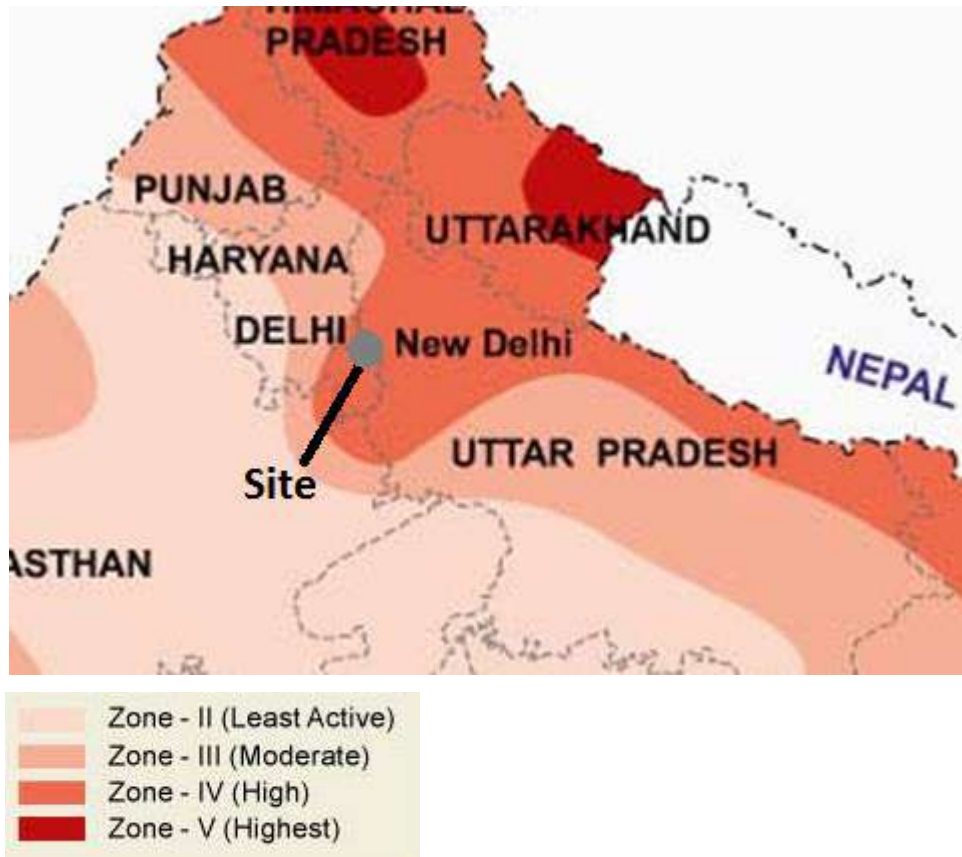 HIMACHAL
PRADESH
PUNJAB
UTTARAKHAND
HARYANA
DELHI
New Delhi
NEPAL
UTTAR PRADESH
Site
ASTHAN
Zone - II (Least Active)
Zone - III (Moderate)
Zone - IV (High)
Zone - V (Highest)